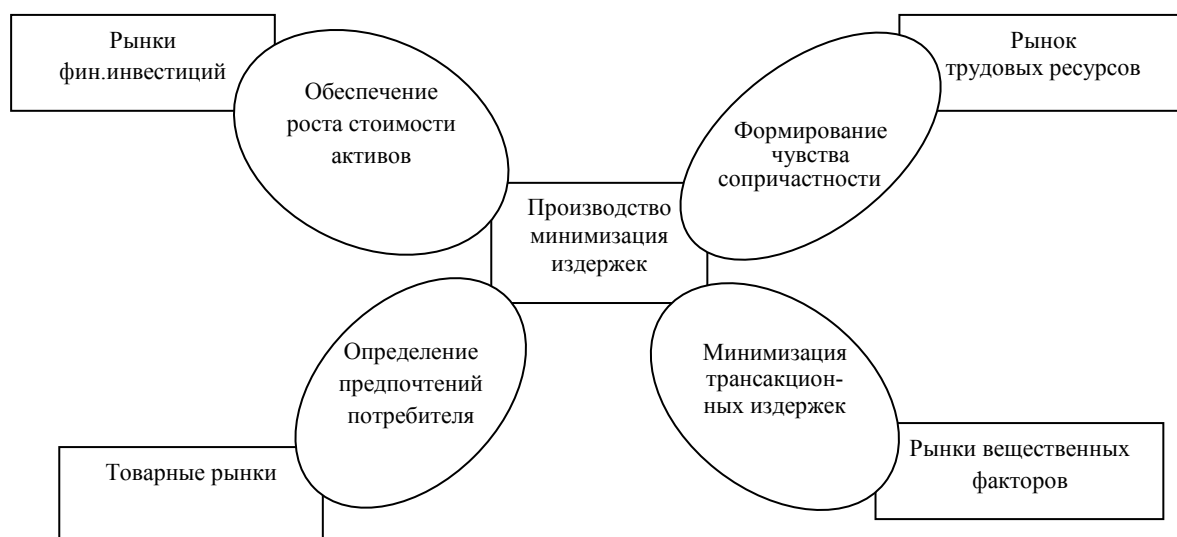 Рынки
фин.инвестиций
Рынок
трудовых ресурсов
Обеспечение
роста стоимости
активов
Формирование
чувства
сопричастности
Производство
минимизация
издержек
Определение
предпочтений
потребителя
Минимизация
трансакцион-
ных издержек
Товарные рынки
Рынки вещественных
факторов